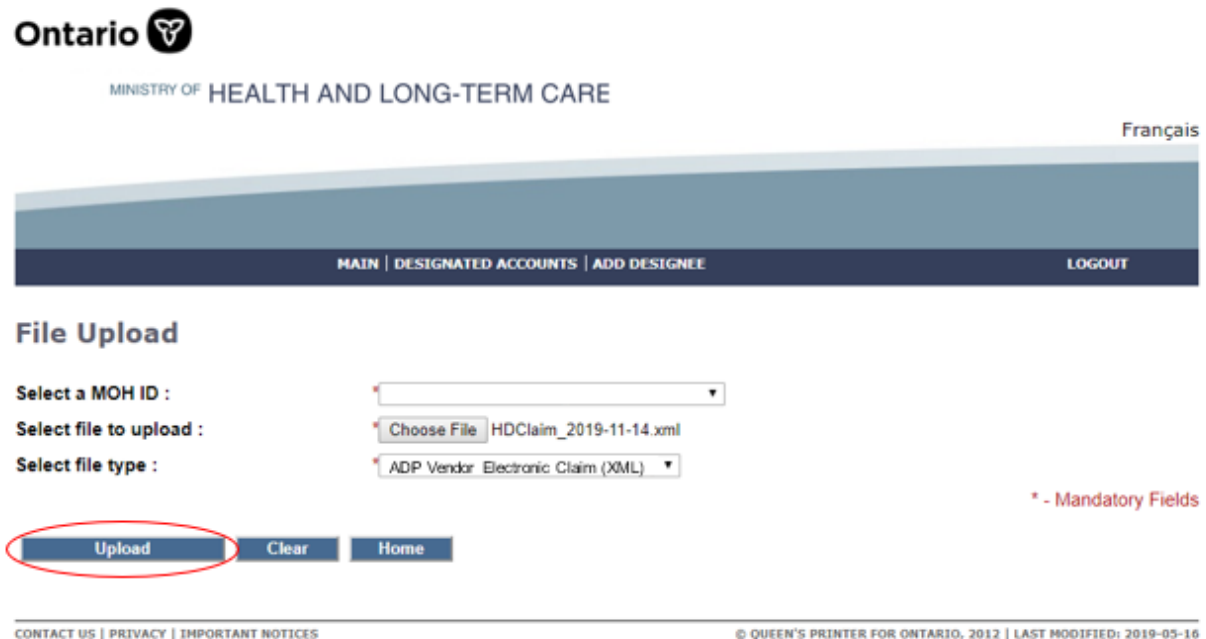 Ontario
MINISTRY OF HEALTH AND LONG-TERM CARE
Français
MAIN | DESIGNATED ACCOUNTS | ADD DESIGNEE LOGOUT
File Upload
Select a MOH ID : *
Select file to upload : * Choose File HDClaim_2019-11-14.xml
Select file type : * ADP Vendor Electronic Claim (XML)
* - Mandatory Fields
Upload Clear Home
CONTACT US | PRIVACY | IMPORTANT NOTICES © QUEEN'S PRINTER FOR ONTARIO, 2012 | LAST MODIFIED: 2019-05-16